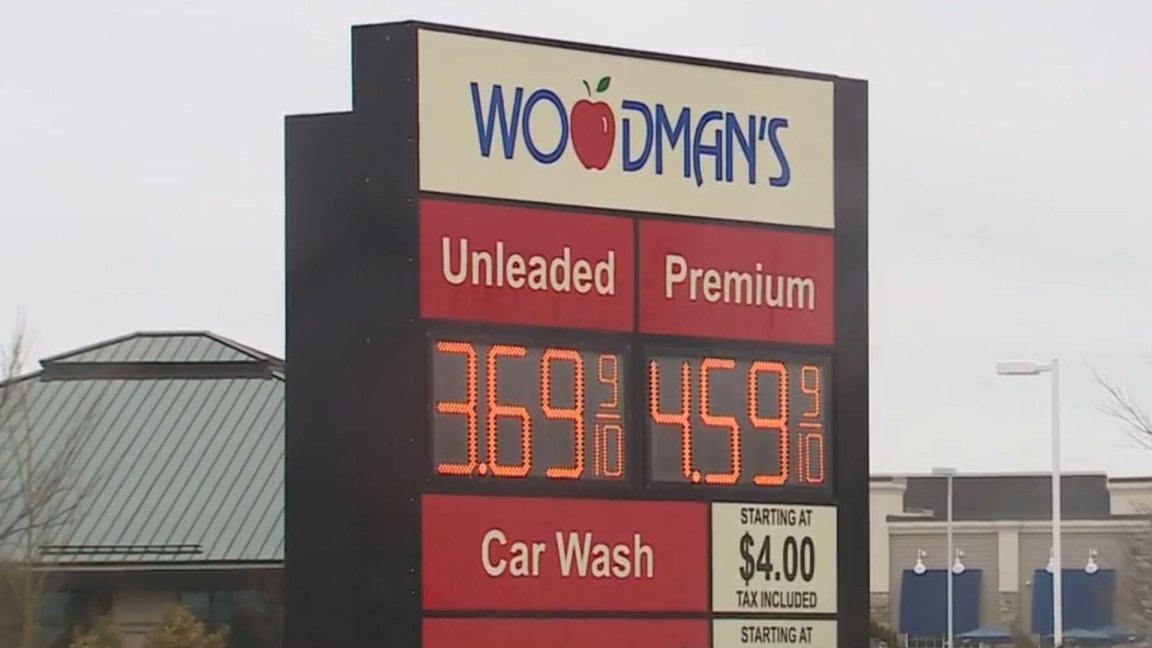 WOODMAN'S
Unleaded Premium
3.69 9/10 4.59 9/10
Car Wash
STARTING AT
$4.00
TAX INCLUDED
STARTING AT